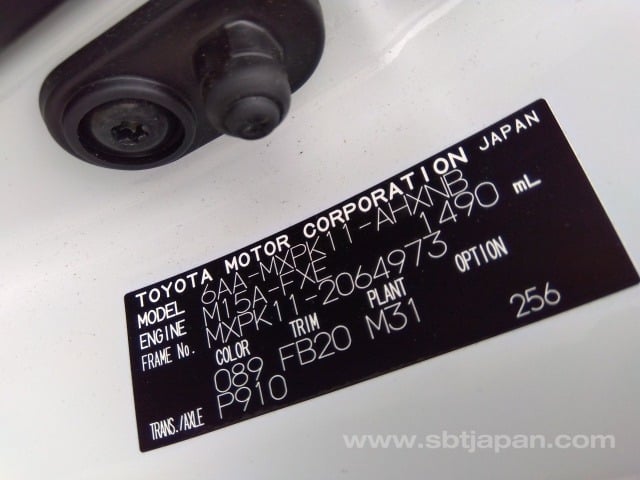 TOYOTA MOTOR CORPORATION JAPAN
MODEL 6AA-MXPK11-AHXNB
ENGINE M15A-FXE 1490 mL
FRAME No. MXPK11-2064973
COLOR TRIM PLANT OPTION
089 FB20 M31 256
TRANS./AXLE P910
www.sbtjapan.com